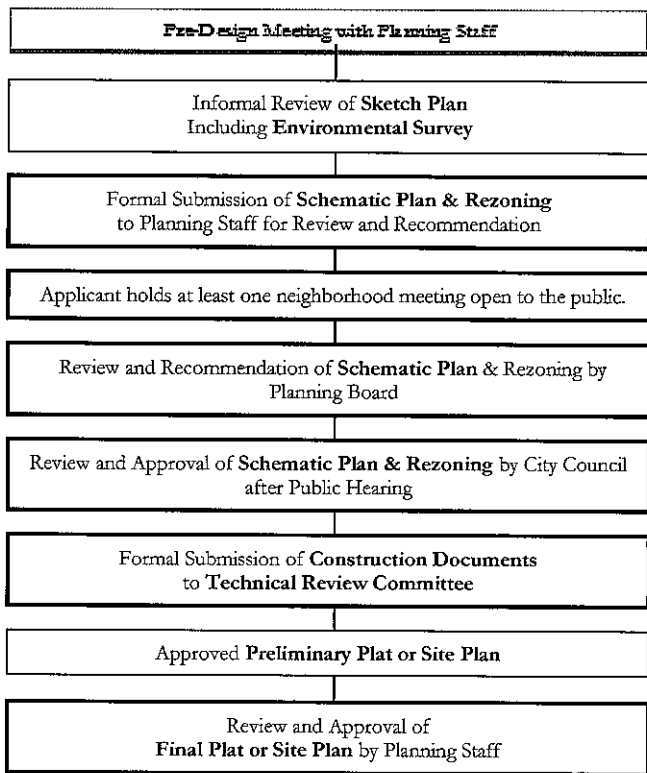 Pre-Design Meeting with Planning Staff
Informal Review of Sketch Plan
Including Environmental Survey
Formal Submission of Schematic Plan & Rezoning
to Planning Staff for Review and Recommendation
Applicant holds at least one neighborhood meeting open to the public.
Review and Recommendation of Schematic Plan & Rezoning by
Planning Board
Review and Approval of Schematic Plan & Rezoning by City Council
after Public Hearing
Formal Submission of Construction Documents
to Technical Review Committee
Approved Preliminary Plat or Site Plan
Review and Approval of
Final Plat or Site Plan by Planning Staff